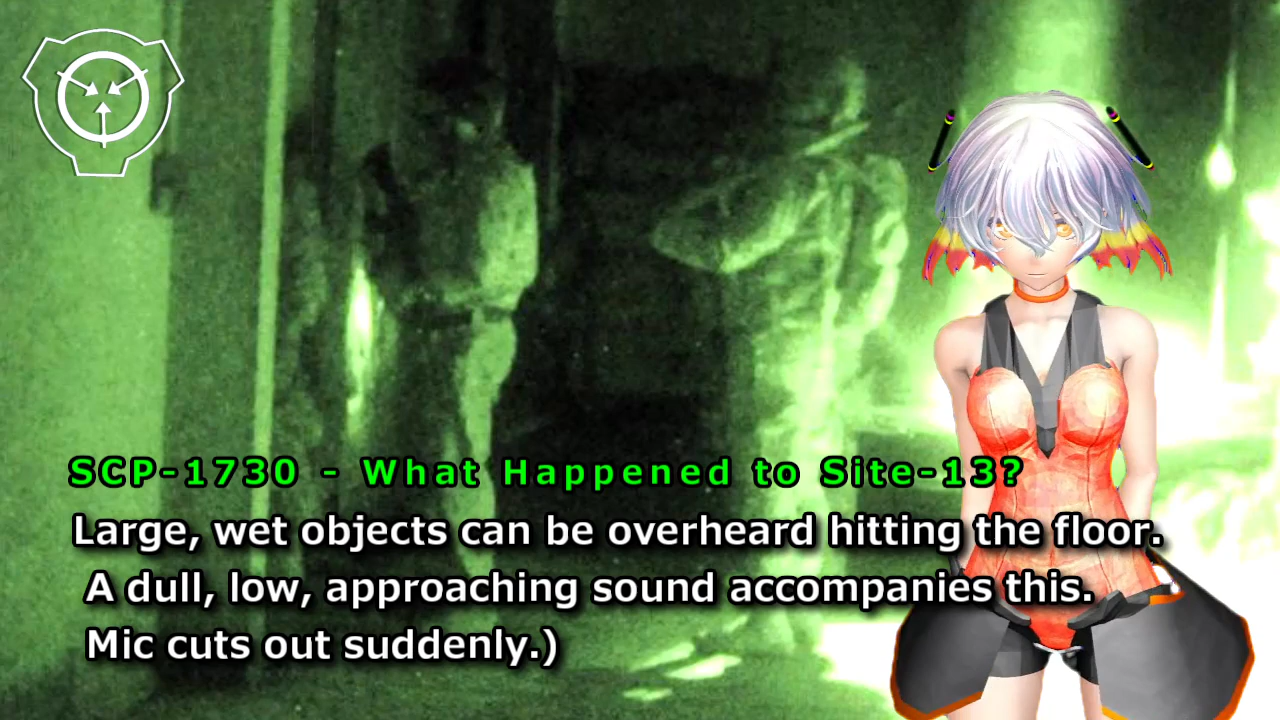 SCP-1730 - What Happened to Site-13?
Large, wet objects can be overheard hitting the floor.
A dull, low, approaching sound accompanies this.
Mic cuts out suddenly.)